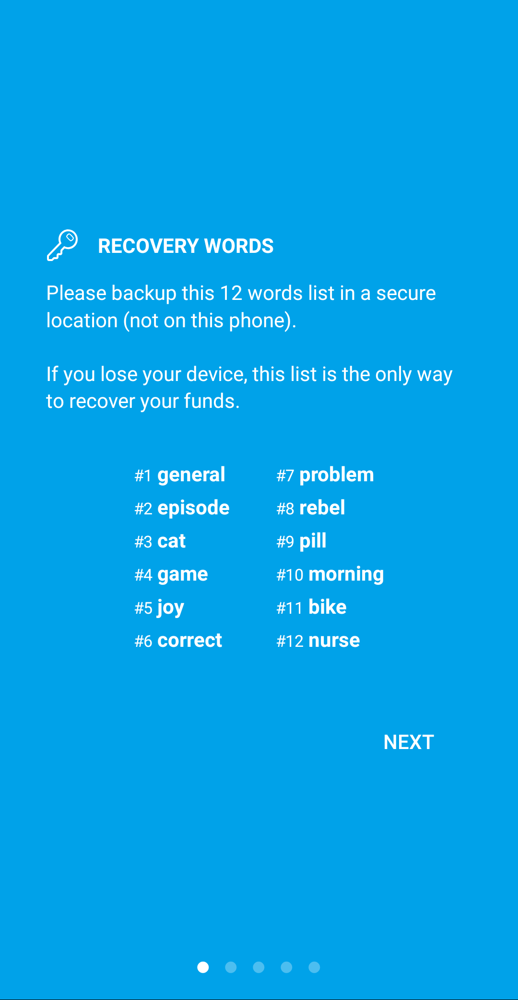 RECOVERY WORDS
Please backup this 12 words list in a secure
location (not on this phone).
If you lose your device, this list is the only way
to recover your funds.
#1 general
#2 episode
#3 cat
#4 game
#5 joy
#6 correct
#7 problem
#8 rebel
#9 pill
#10 morning
#11 bike
#12 nurse
NEXT